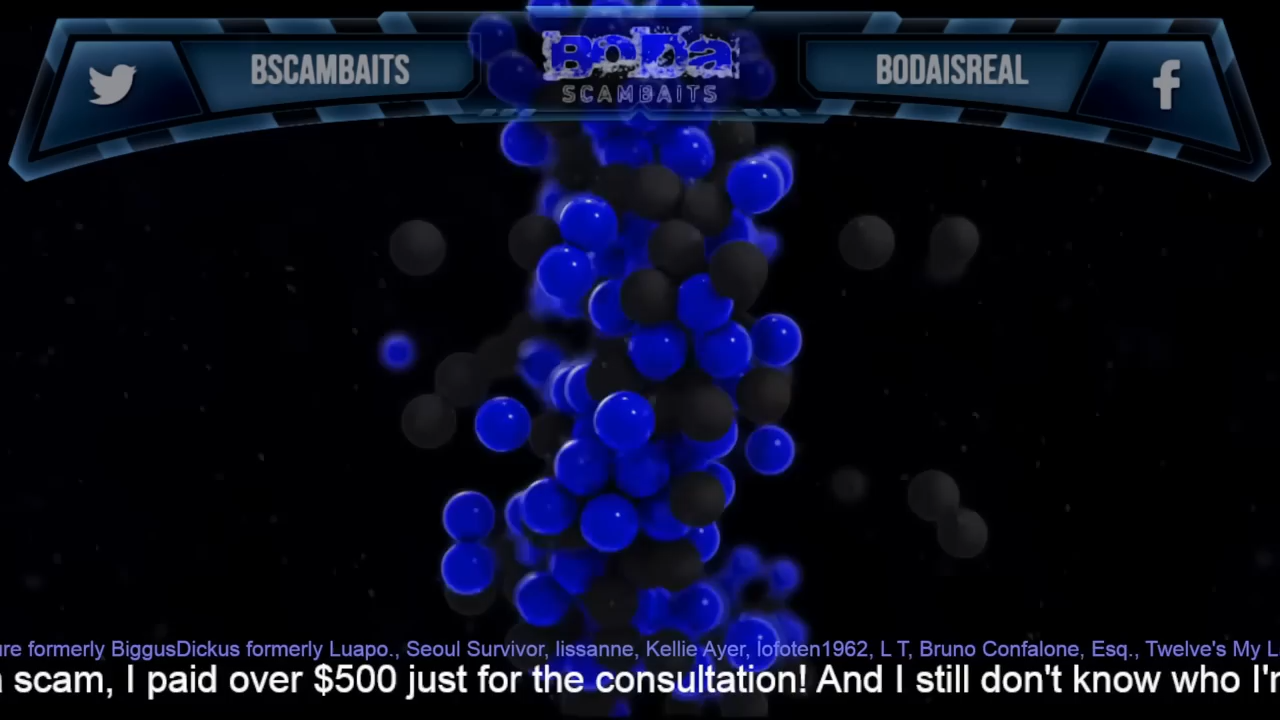 BSCAMBAITS
BODa
SCAMBAITS
BODAISREAL
ure formerly BiggusDickus formerly Luapo., Seoul Survivor, lissanne, Kellie Ayer, lofoten1962, L T, Bruno Confalone, Esq., Twelve's My L
scam, I paid over $500 just for the consultation! And I still don't know who I'm